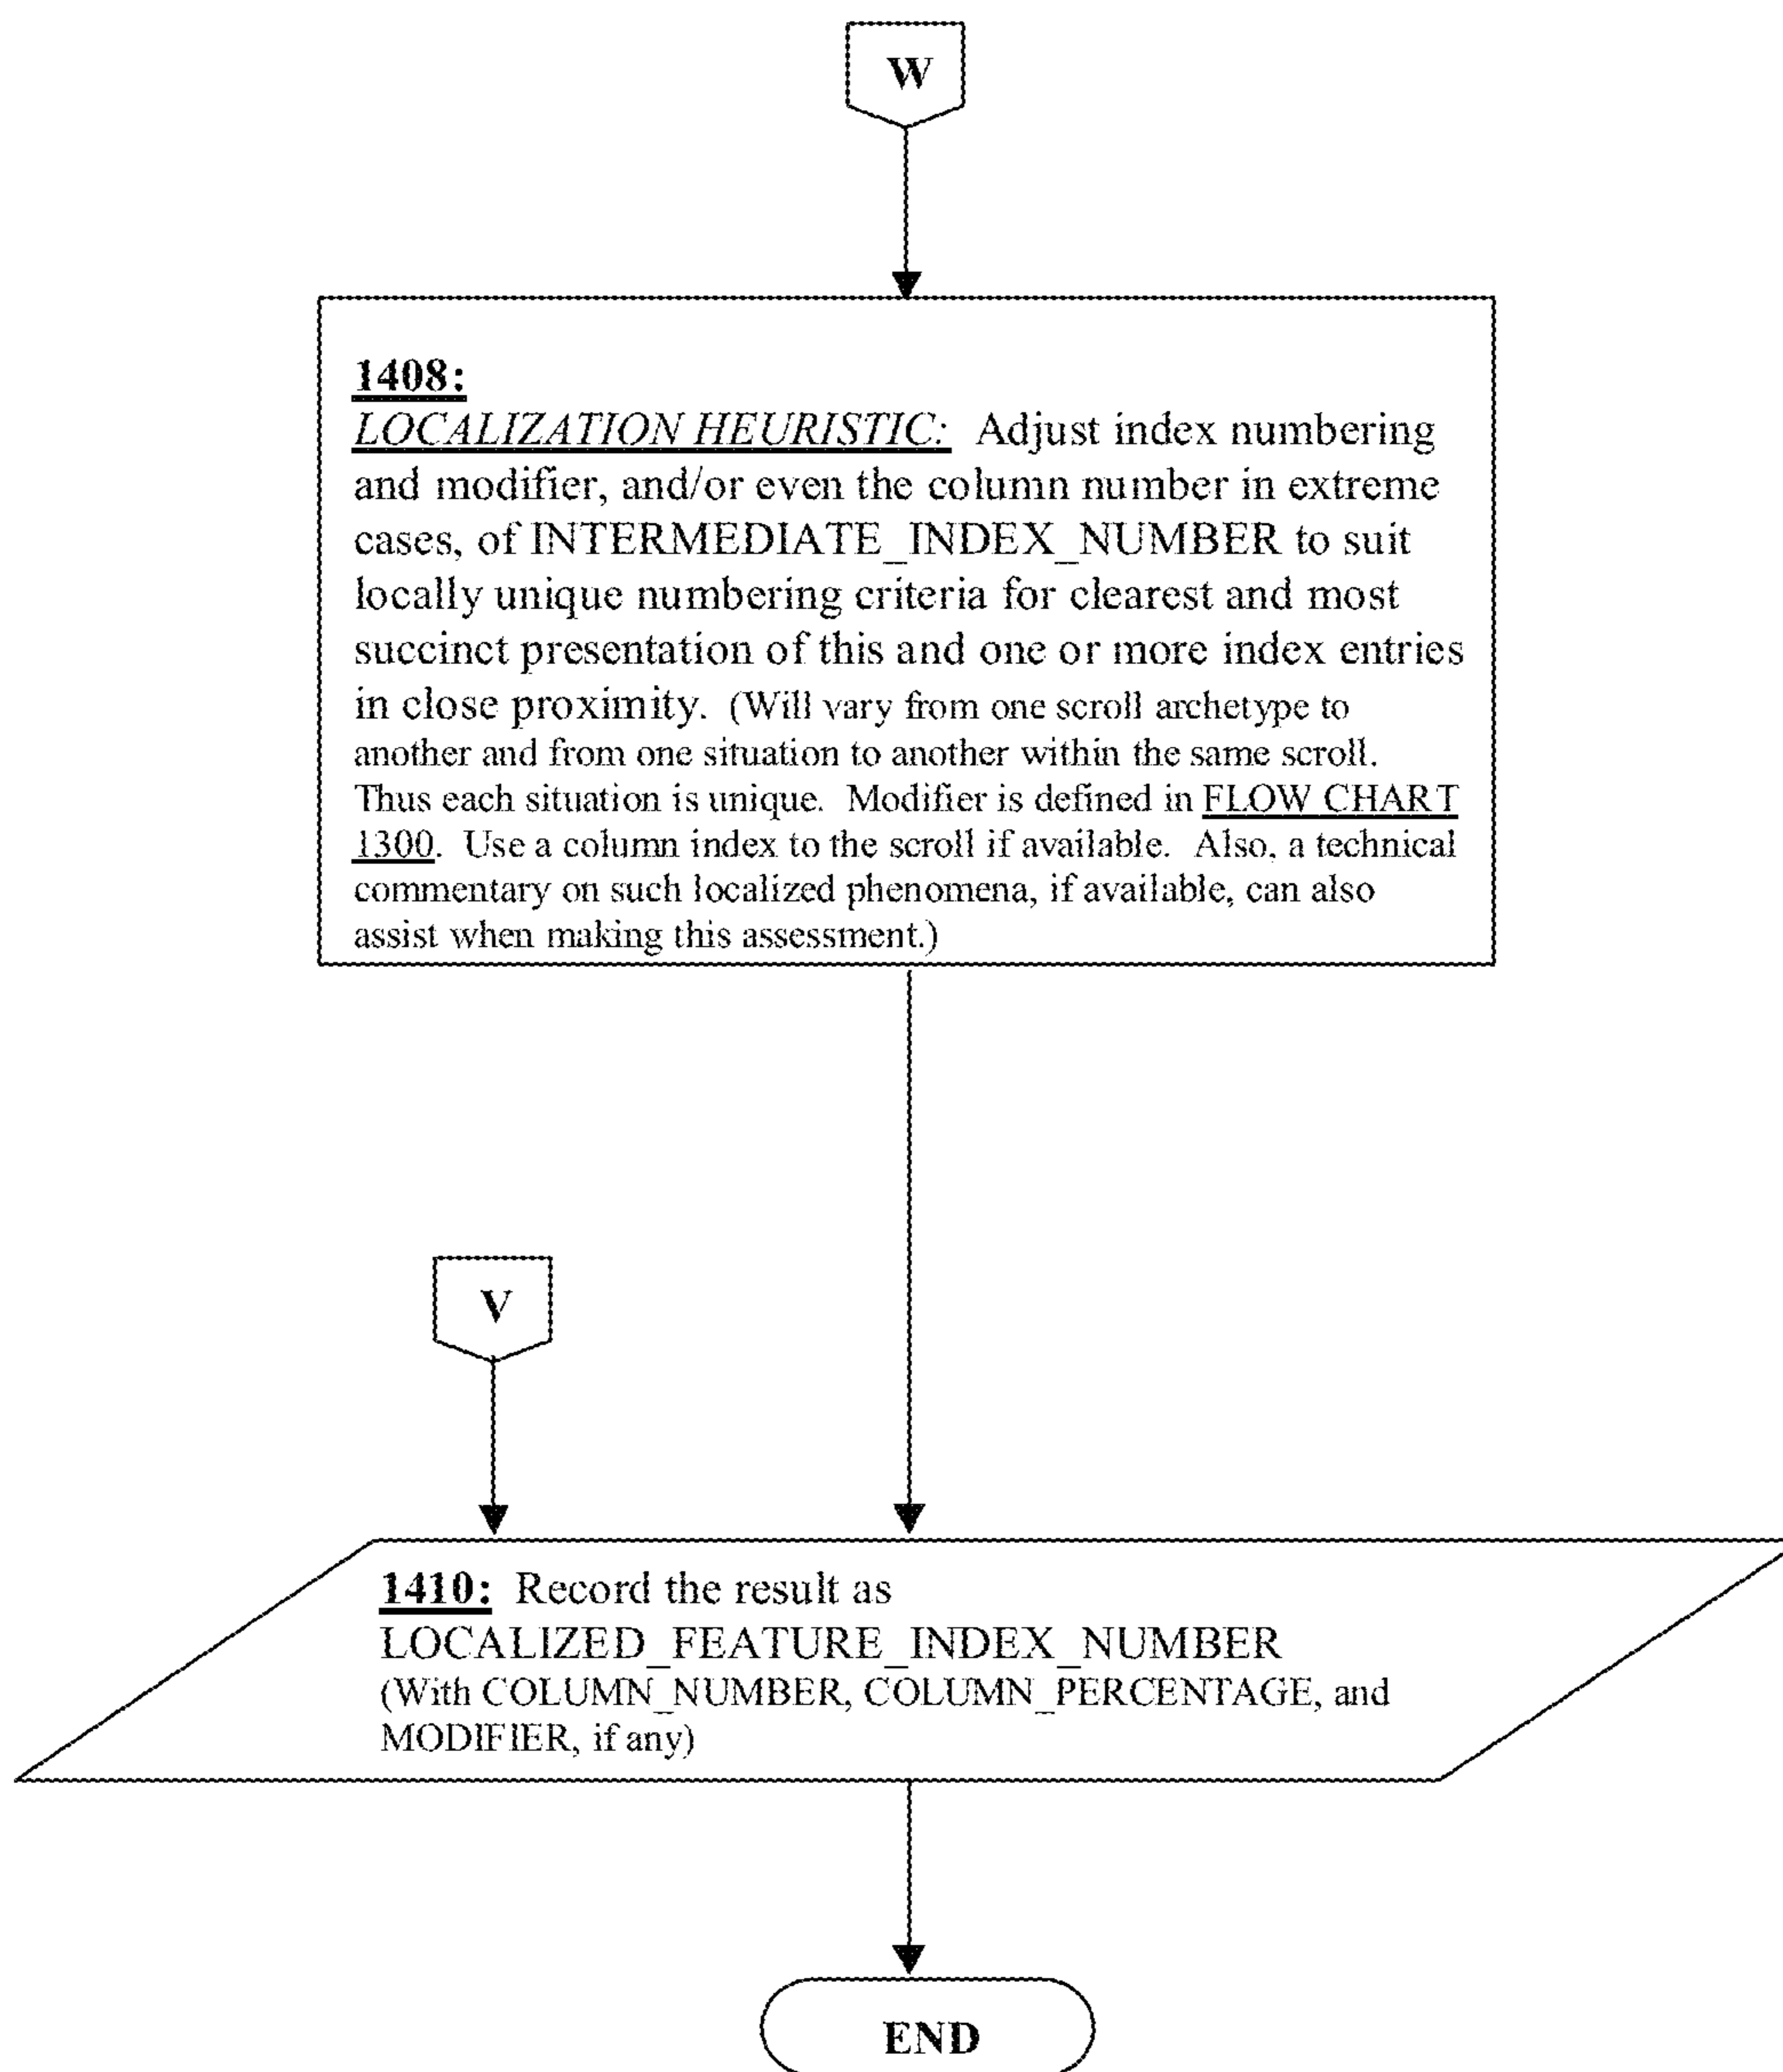 W
1408:
LOCALIZATION HEURISTIC: Adjust index numbering
and modifier, and/or even the column number in extreme
cases, of INTERMEDIATE_INDEX_NUMBER to suit
locally unique numbering criteria for clearest and most
succinct presentation of this and one or more index entries
in close proximity. (Will vary from one scroll archetype to
another and from one situation to another within the same scroll.
Thus each situation is unique. Modifier is defined in FLOW CHART
1300. Use a column index to the scroll if available. Also, a technical
commentary on such localized phenomena, if available, can also
assist when making this assessment.)
V
1410: Record the result as
LOCALIZED_FEATURE_INDEX_NUMBER
(With COLUMN_NUMBER, COLUMN_PERCENTAGE, and
MODIFIER, if any)
END